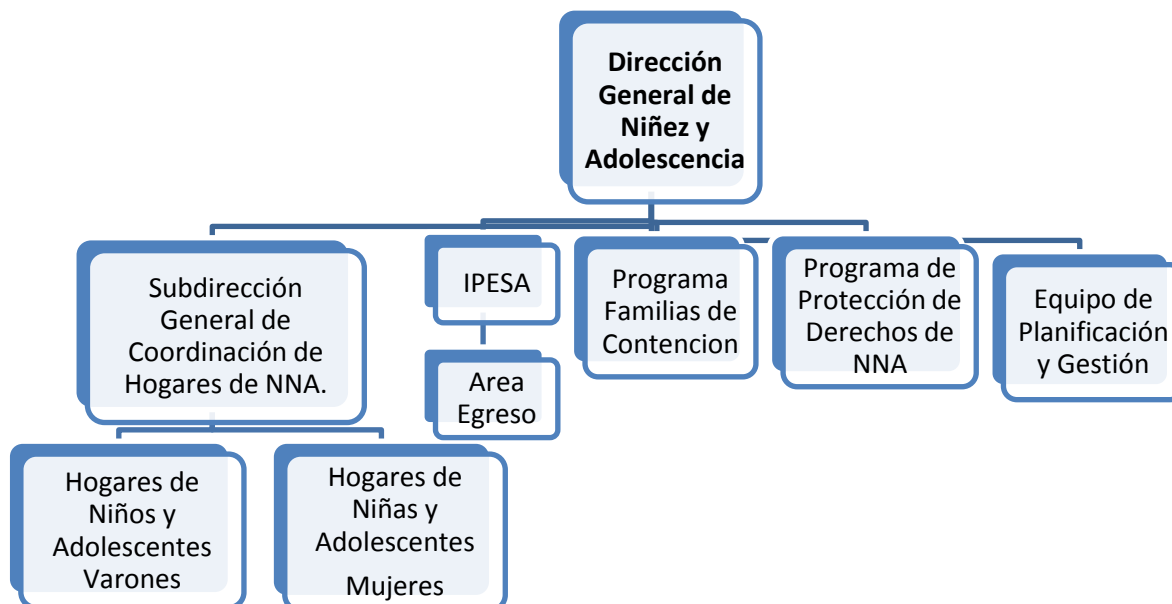 Dirección
General de
Niñez y
Adolescencia
Subdirección
General de
Coordinación de
Hogares de NNA.
IPESA
Programa
Familias de
Contencion
Programa de
Protección de
Derechos de
NNA
Equipo de
Planificación
y Gestión
Area
Egreso
Hogares de
Niños y
Adolescentes
Varones
Hogares de
Niñas y
Adolescentes
Mujeres